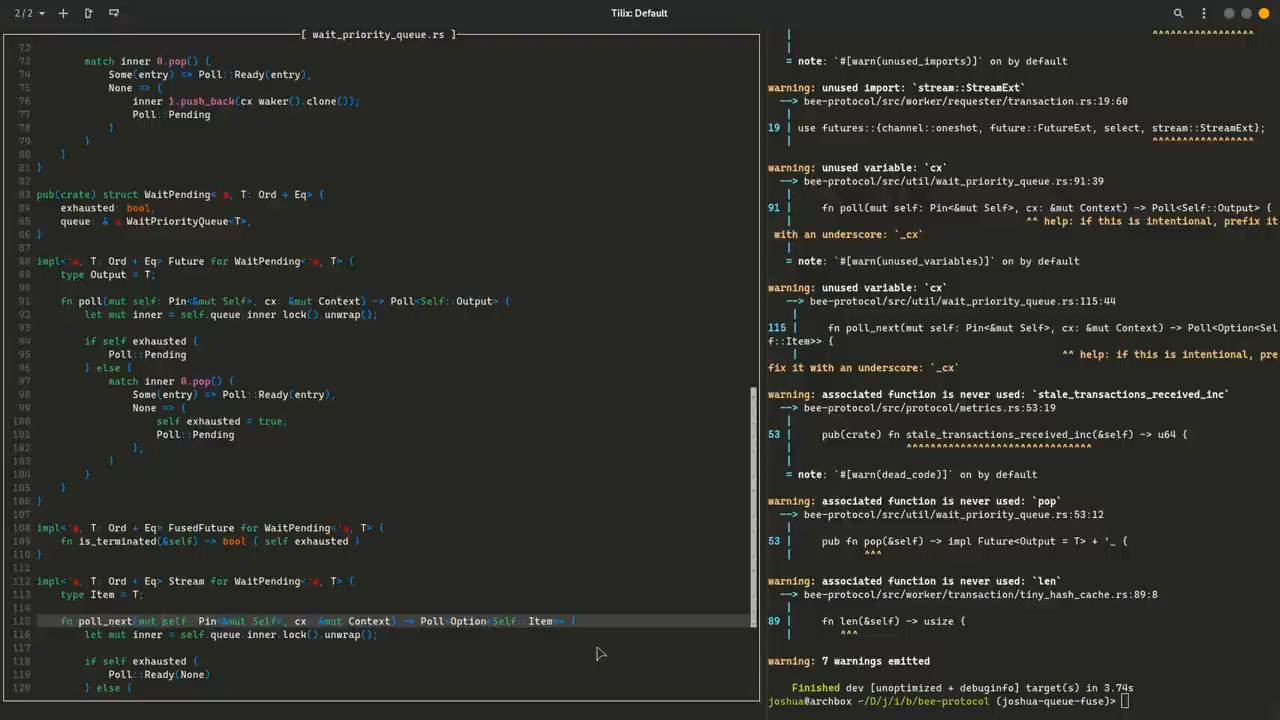 2/2
Tilix: Default
[ wait_priority_queue.rs ]
72
73 match inner.0.pop() {
74 Some(entry) => Poll::Ready(entry),
75 None => {
76 inner.1.push_back(cx.waker().clone());
77 Poll::Pending
78 }
79 }
80 }
81 }
82
83 pub(crate) struct WaitPending<'a, T: Ord + Eq> {
84 exhausted: bool,
85 queue: &'a WaitPriorityQueue<T>,
86 }
87
88 impl<'a, T: Ord + Eq> Future for WaitPending<'a, T> {
89 type Output = T;
90
91 fn poll(mut self: Pin<&mut Self>, cx: &mut Context) -> Poll<Self::Output> {
92 let mut inner = self.queue.inner.lock().unwrap();
93
94 if self.exhausted {
95 Poll::Pending
96 } else {
97 match inner.0.pop() {
98 Some(entry) => Poll::Ready(entry),
99 None => {
100 self.exhausted = true;
101 Poll::Pending
102 },
103 }
104 }
105 }
106 }
107
108 impl<'a, T: Ord + Eq> FusedFuture for WaitPending<'a, T> {
109 fn is_terminated(&self) -> bool { self.exhausted }
110 }
111
112 impl<'a, T: Ord + Eq> Stream for WaitPending<'a, T> {
113 type Item = T;
114
115 fn poll_next(mut self: Pin<&mut Self>, cx: &mut Context) -> Poll<Option<Self::Item>> {
116 let mut inner = self.queue.inner.lock().unwrap();
117
118 if self.exhausted {
119 Poll::Ready(None)
120 } else {
| ^^^^^^^^^^^^^^^^^
|
= note: `#[warn(unused_imports)]` on by default
warning: unused import: `stream::StreamExt`
--> bee-protocol/src/worker/requester/transaction.rs:19:60
|
19 | use futures::{channel::oneshot, future::FutureExt, select, stream::StreamExt};
| ^^^^^^^^^^^^^^^^^
warning: unused variable: `cx`
--> bee-protocol/src/util/wait_priority_queue.rs:91:39
|
91 | fn poll(mut self: Pin<&mut Self>, cx: &mut Context) -> Poll<Self::Output> {
| ^^ help: if this is intentional, prefix it
with an underscore: `_cx`
|
= note: `#[warn(unused_variables)]` on by default
warning: unused variable: `cx`
--> bee-protocol/src/util/wait_priority_queue.rs:115:44
|
115 | fn poll_next(mut self: Pin<&mut Self>, cx: &mut Context) -> Poll<Option<Sel
f::Item>> {
| ^^ help: if this is intentional, pre
fix it with an underscore: `_cx`
warning: associated function is never used: `stale_transactions_received_inc`
--> bee-protocol/src/protocol/metrics.rs:53:19
|
53 | pub(crate) fn stale_transactions_received_inc(&self) -> u64 {
| ^^^^^^^^^^^^^^^^^^^^^^^^^^^^^^^
|
= note: `#[warn(dead_code)]` on by default
warning: associated function is never used: `pop`
--> bee-protocol/src/util/wait_priority_queue.rs:53:12
|
53 | pub fn pop(&self) -> impl Future<Output = T> + '_ {
| ^^^
warning: associated function is never used: `len`
--> bee-protocol/src/worker/transaction/tiny_hash_cache.rs:89:8
|
89 | fn len(&self) -> usize {
| ^^^
warning: 7 warnings emitted
Finished dev [unoptimized + debuginfo] target(s) in 3.74s
joshua@archbox ~/D/j/i/b/bee-protocol (joshua-queue-fuse)>